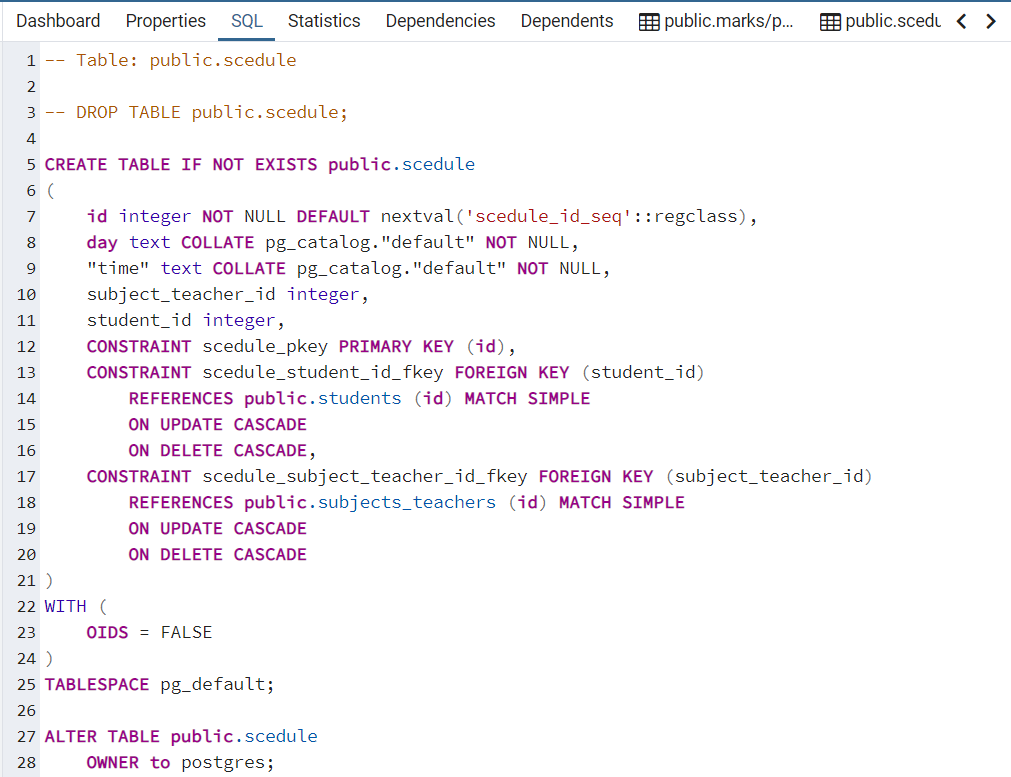 Dashboard Properties SQL Statistics Dependencies Dependents public.marks/p... public.scedu
1 -- Table: public.scedule
2
3 -- DROP TABLE public.scedule;
4
5 CREATE TABLE IF NOT EXISTS public.scedule
6 (
7     id integer NOT NULL DEFAULT nextval('scedule_id_seq'::regclass),
8     day text COLLATE pg_catalog."default" NOT NULL,
9     "time" text COLLATE pg_catalog."default" NOT NULL,
10     subject_teacher_id integer,
11     student_id integer,
12     CONSTRAINT scedule_pkey PRIMARY KEY (id),
13     CONSTRAINT scedule_student_id_fkey FOREIGN KEY (student_id)
14         REFERENCES public.students (id) MATCH SIMPLE
15         ON UPDATE CASCADE
16         ON DELETE CASCADE,
17     CONSTRAINT scedule_subject_teacher_id_fkey FOREIGN KEY (subject_teacher_id)
18         REFERENCES public.subjects_teachers (id) MATCH SIMPLE
19         ON UPDATE CASCADE
20         ON DELETE CASCADE
21 )
22 WITH (
23     OIDS = FALSE
24 )
25 TABLESPACE pg_default;
26
27 ALTER TABLE public.scedule
28     OWNER to postgres;